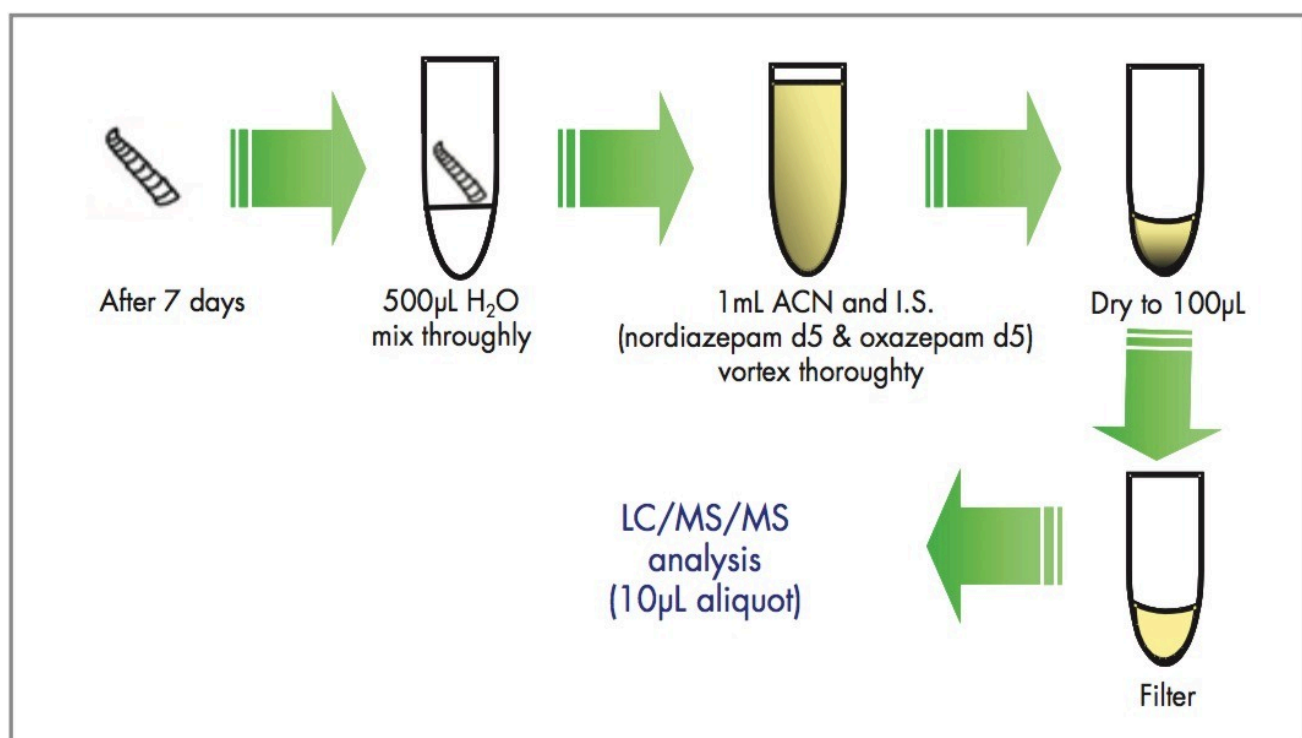 After 7 days
500µL H₂O
mix throughly
1mL ACN and I.S.
(nordiazepam d5 & oxazepam d5)
vortex thoroughty
Dry to 100µL
Filter
LC/MS/MS
analysis
(10µL aliquot)